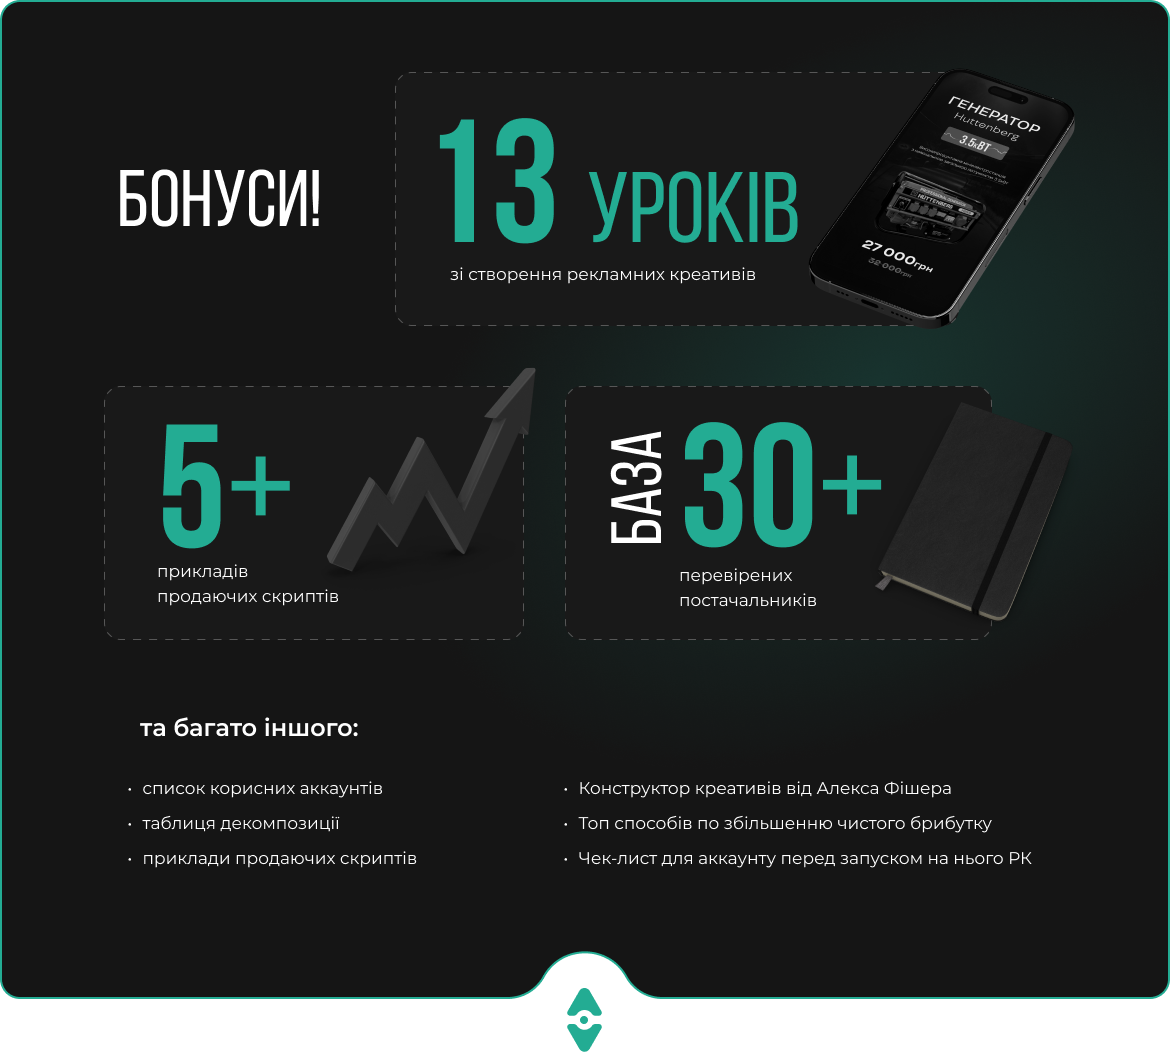 БОНУСИ!
13 УРОКІВ
зі створення рекламних креативів
ГЕНЕРАТОР
Huttenberg
3.5кВТ
HUTTENBERG
27 000грн
32 000грн
5+
прикладів
продаючих скриптів
БАЗА 30+
перевірених
постачальників
та багато іншого:
• список корисних аккаунтів
• таблиця декомпозиції
• приклади продаючих скриптів
• Конструктор креативів від Алекса Фішера
• Топ способів по збільшенню чистого брибутку
• Чек-лист для аккаунту перед запуском на нього РК